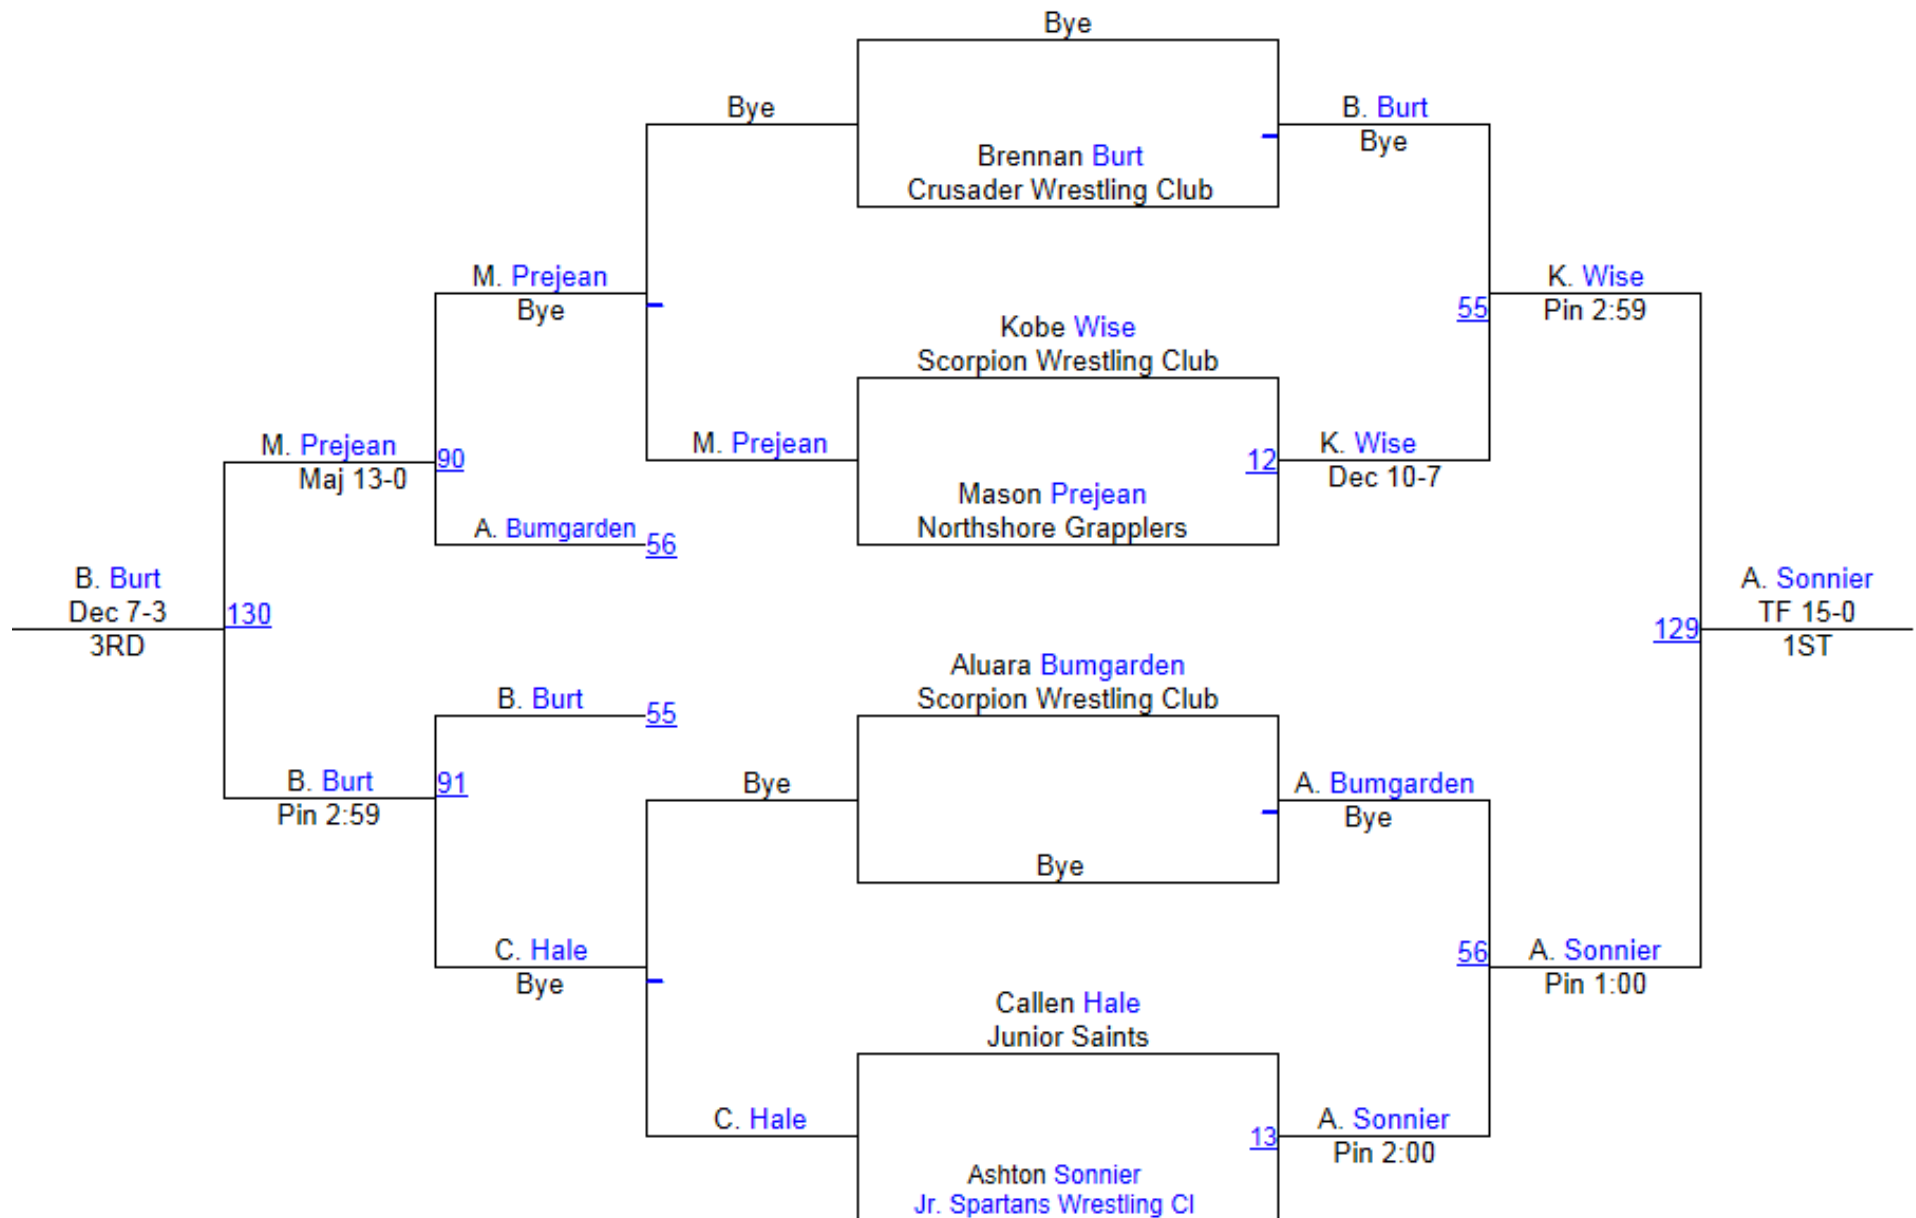 Bye
Bye
B. Burt
Bye
Brennan Burt
Crusader Wrestling Club
M. Prejean
Bye
K. Wise
Pin 2:59
55
Kobe Wise
Scorpion Wrestling Club
M. Prejean
Maj 13-0
90
M. Prejean
12
K. Wise
Dec 10-7
Mason Prejean
Northshore Grapplers
A. Bumgarden
56
B. Burt
Dec 7-3
3RD
130
A. Sonnier
TF 15-0
1ST
129
Aluara Bumgarden
Scorpion Wrestling Club
B. Burt
55
B. Burt
Pin 2:59
91
Bye
A. Bumgarden
Bye
Bye
C. Hale
Bye
56
A. Sonnier
Pin 1:00
Callen Hale
Junior Saints
C. Hale
13
A. Sonnier
Pin 2:00
Ashton Sonnier
Jr. Spartans Wrestling Cl